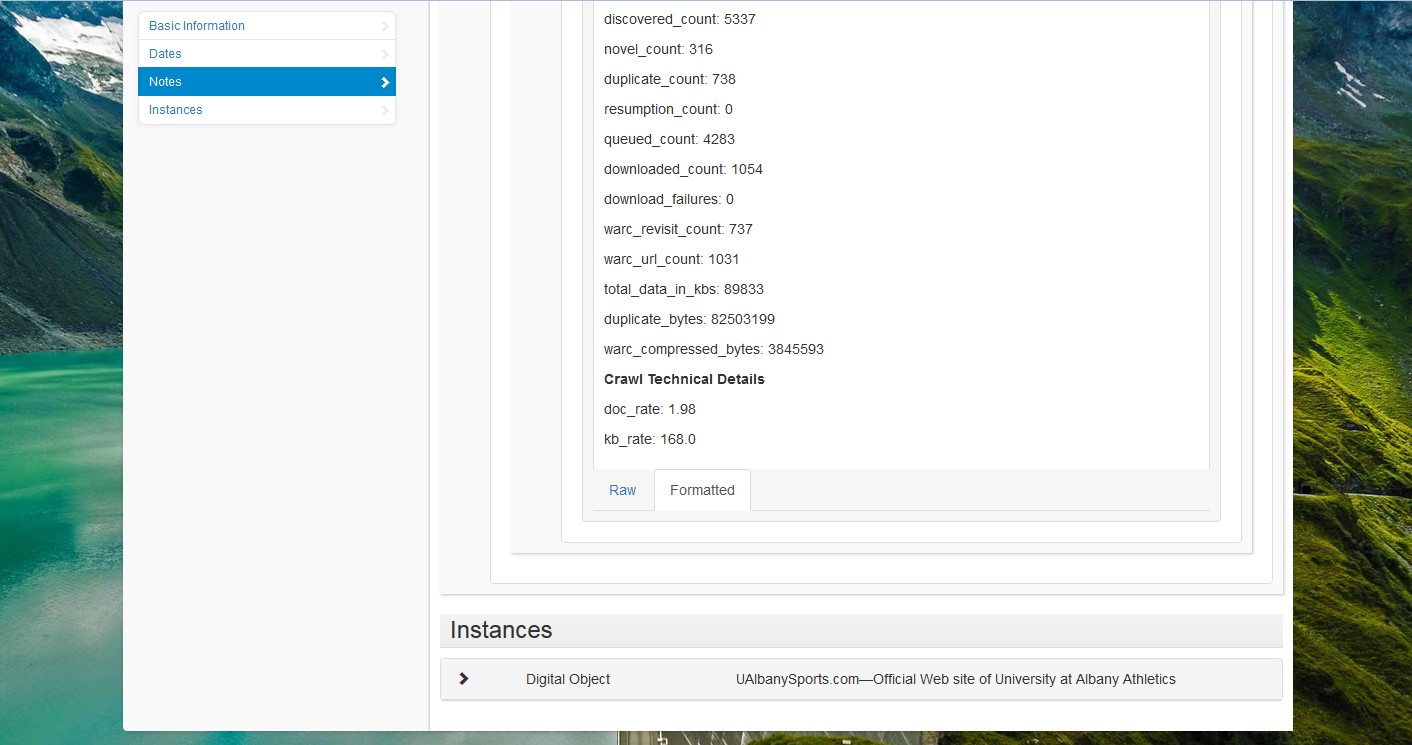 Basic Information
Dates
Notes
Instances
discovered_count: 5337
novel_count: 316
duplicate_count: 738
resumption_count: 0
queued_count: 4283
downloaded_count: 1054
download_failures: 0
warc_revisit_count: 737
warc_url_count: 1031
total_data_in_kbs: 89833
duplicate_bytes: 82503199
warc_compressed_bytes: 3845593
Crawl Technical Details
doc_rate: 1.98
kb_rate: 168.0
Raw Formatted
Instances
Digital Object UAlbanySports.com—Official Web site of University at Albany Athletics